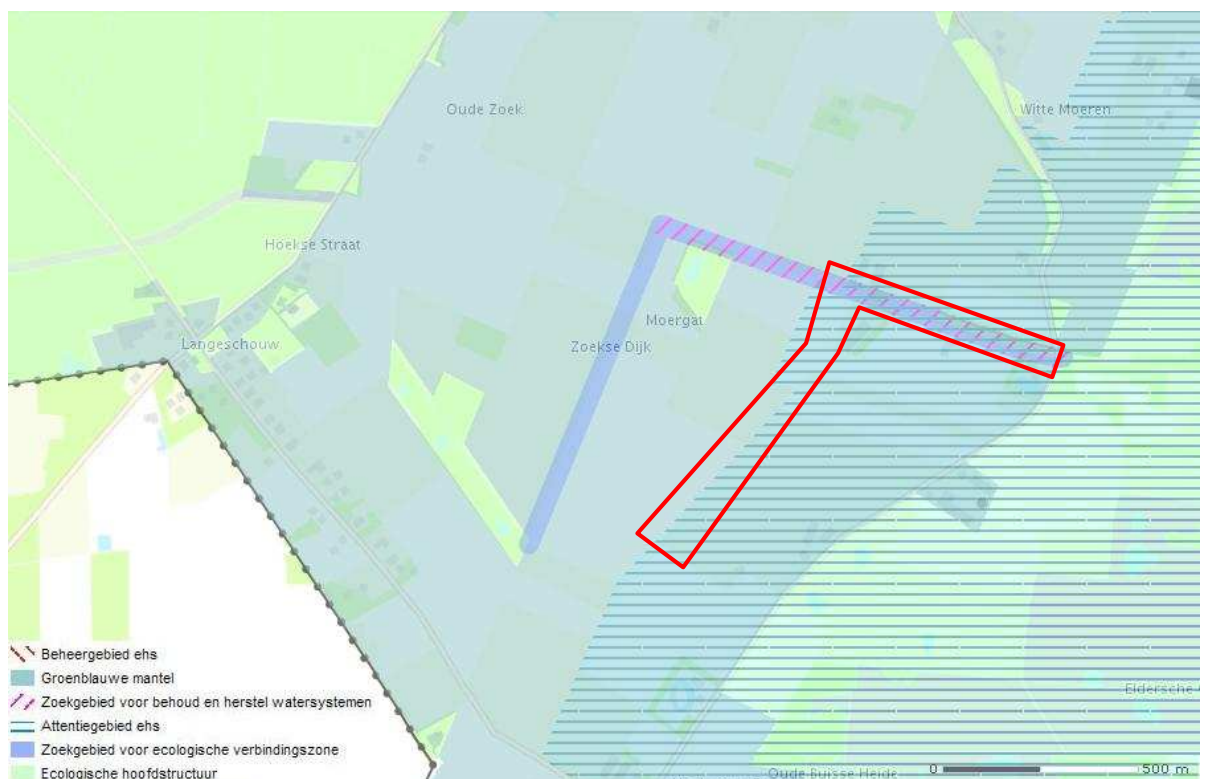 Oude Zoek
Witte Moeren
Hoekse Straat
Moergat
Langeschouw
Zoekse Dijk
Beheergebied ehs
Groenblauwe mantel
Zoekgebied voor behoud en herstel watersystemen
Attentiegebied ehs
Zoekgebied voor ecologische verbindingszone
Ecologische hoofdstructuur
Eldersche
Oude Buisse Heide
0 500 m